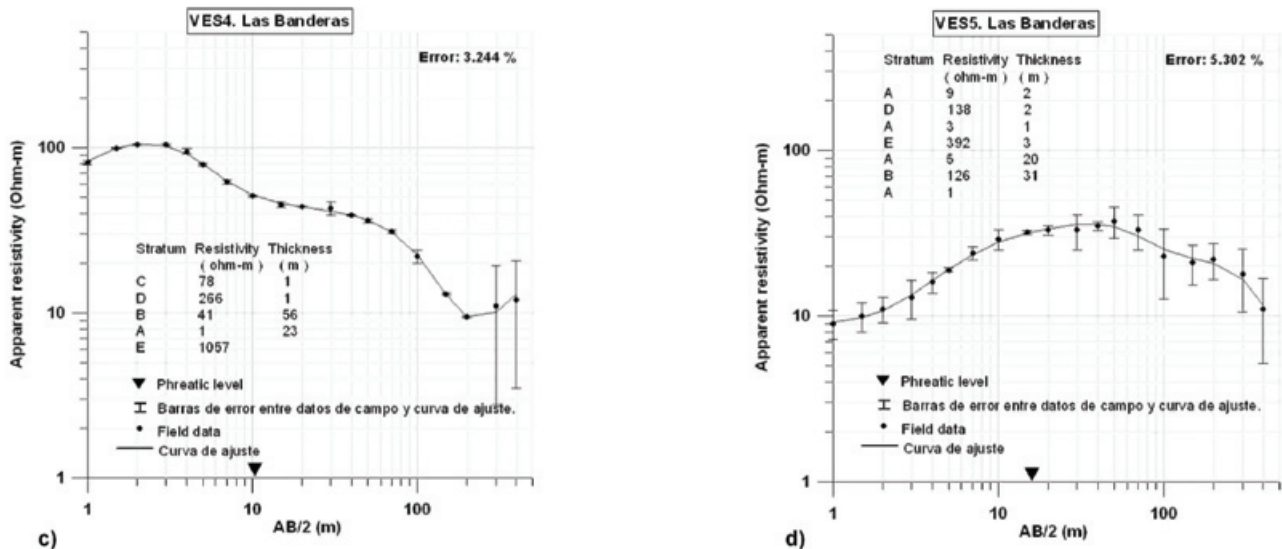 VES4. Las Banderas
Error: 3.244 %
Apparent resistivity (Ohm-m)
100
10
1
Stratum Resistivity Thickness
( ohm-m) ( m )
C 78 1
D 266 1
B 41 56
A 1 23
E 1057
Phreatic level
Barras de error entre datos de campo y curva de ajuste.
Field data
Curva de ajuste
1 10 100
AB/2 (m)
c)
VES5. Las Banderas
Error: 5.302 %
Apparent resistivity (Ohm-m)
Stratum Resistivity Thickness
( ohm-m) ( m )
A 9 2
D 138 2
A 3 1
E 392 3
A 5 20
B 126 31
A 1
100
10
1
Phreatic level
Barras de error entre datos de campo y curva de ajuste.
Field data
Curva de ajuste
1 10 100
AB/2 (m)
d)